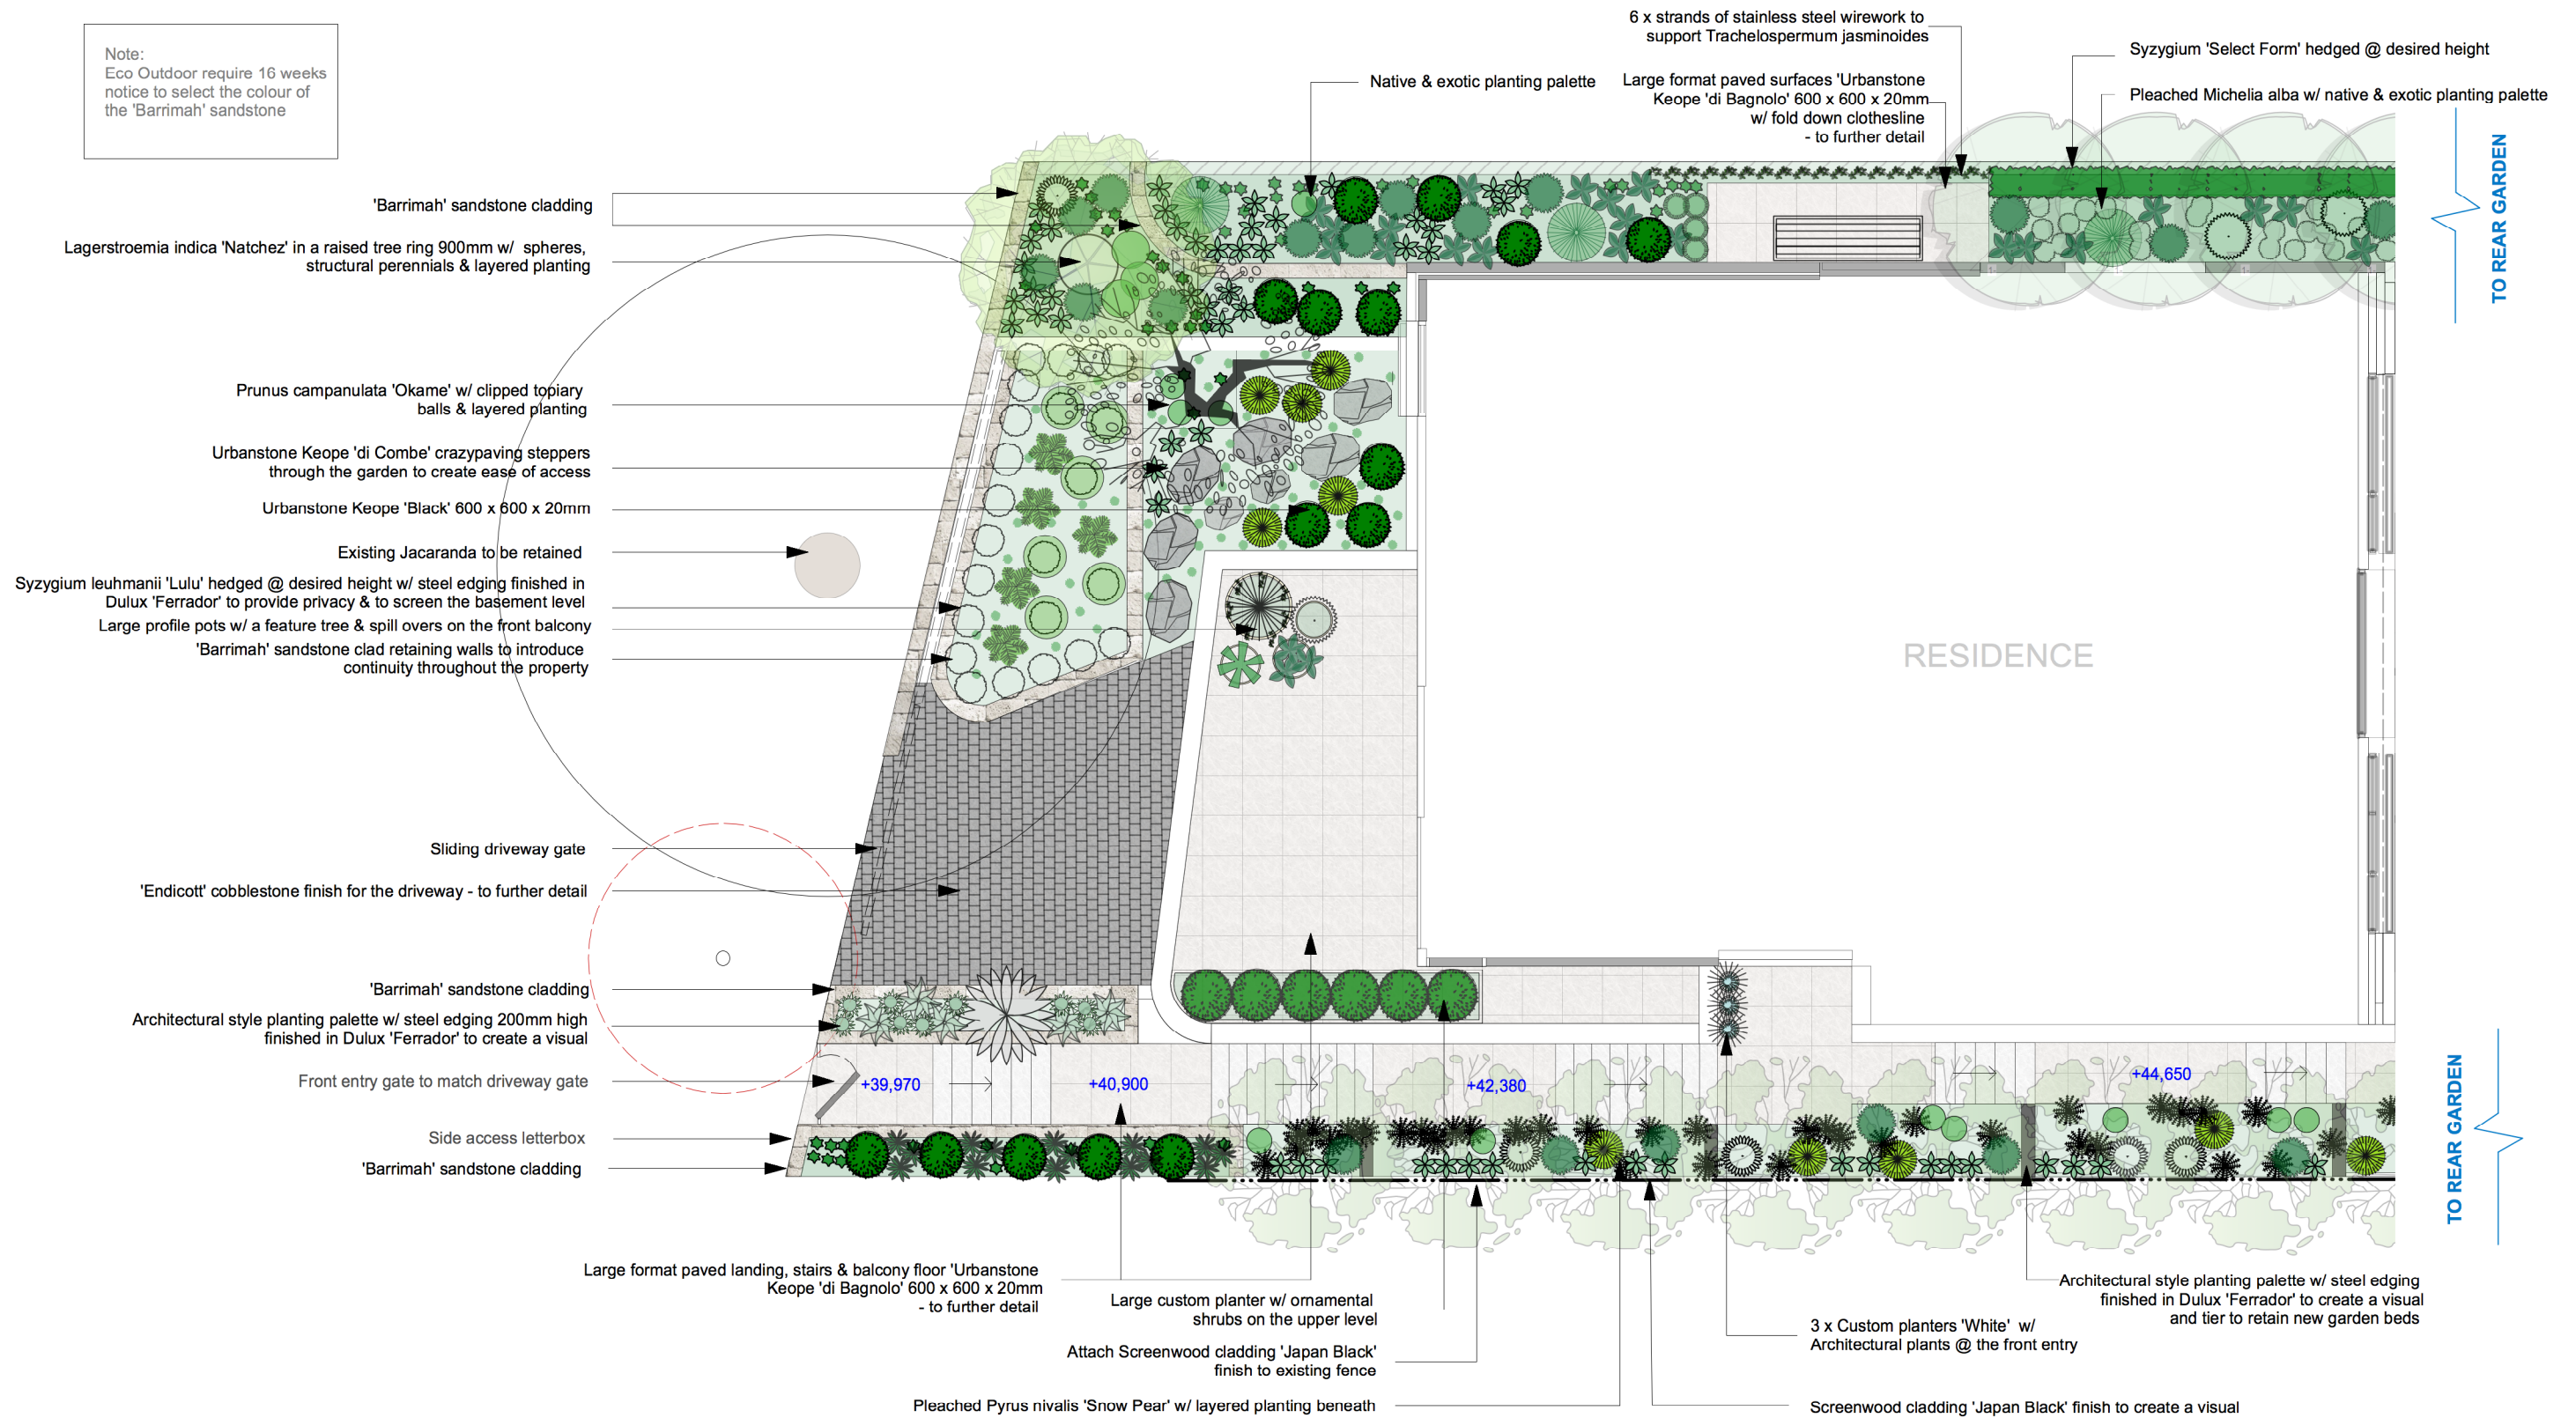 Note:
Eco Outdoor require 16 weeks
notice to select the colour of
the 'Barrimah' sandstone
6 x strands of stainless steel wirework to
support Trachelospermum jasminoides
Native & exotic planting palette
Large format paved surfaces 'Urbanstone
Keope 'di Bagnolo' 600 x 600 x 20mm
w/ fold down clothesline
- to further detail
Syzygium 'Select Form' hedged @ desired height
Pleached Michelia alba w/ native & exotic planting palette
TO REAR GARDEN
'Barrimah' sandstone cladding
Lagerstroemia indica 'Natchez' in a raised tree ring 900mm w/ spheres,
structural perennials & layered planting
Prunus campanulata 'Okame' w/ clipped topiary
balls & layered planting
Urbanstone Keope 'di Combe' crazypaving steppers
through the garden to create ease of access
Urbanstone Keope 'Black' 600 x 600 x 20mm
Existing Jacaranda to be retained
Syzygium leuhmanii 'Lulu' hedged @ desired height w/ steel edging finished in
Dulux 'Ferrador' to provide privacy & to screen the basement level
Large profile pots w/ a feature tree & spill overs on the front balcony
'Barrimah' sandstone clad retaining walls to introduce
continuity throughout the property
RESIDENCE
Sliding driveway gate
'Endicott' cobblestone finish for the driveway - to further detail
'Barrimah' sandstone cladding
Architectural style planting palette w/ steel edging 200mm high
finished in Dulux 'Ferrador' to create a visual
Front entry gate to match driveway gate
+39,970
+40,900
+42,380
+44,650
Side access letterbox
'Barrimah' sandstone cladding
TO REAR GARDEN
Large format paved landing, stairs & balcony floor 'Urbanstone
Keope 'di Bagnolo' 600 x 600 x 20mm
- to further detail
Large custom planter w/ ornamental
shrubs on the upper level
Attach Screenwood cladding 'Japan Black'
finish to existing fence
Pleached Pyrus nivalis 'Snow Pear' w/ layered planting beneath
Architectural style planting palette w/ steel edging
finished in Dulux 'Ferrador' to create a visual
and tier to retain new garden beds
3 x Custom planters 'White' w/
Architectural plants @ the front entry
Screenwood cladding 'Japan Black' finish to create a visual